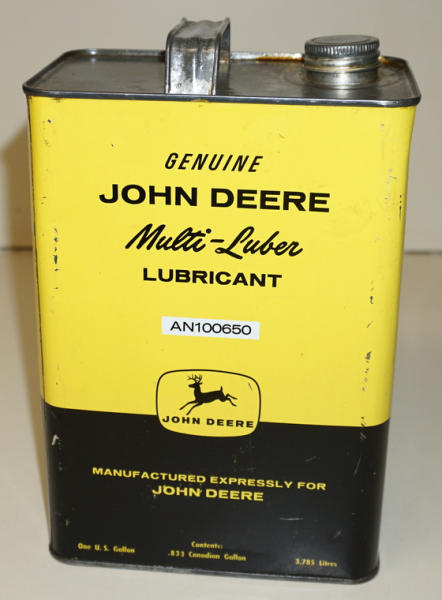 GENUINE
JOHN DEERE
Multi-Luber
LUBRICANT
AN100650
JOHN DEERE
MANUFACTURED EXPRESSLY FOR
JOHN DEERE
Contents:
One U.S. Gallon .833 Canadian Gallon 3.785 Litres